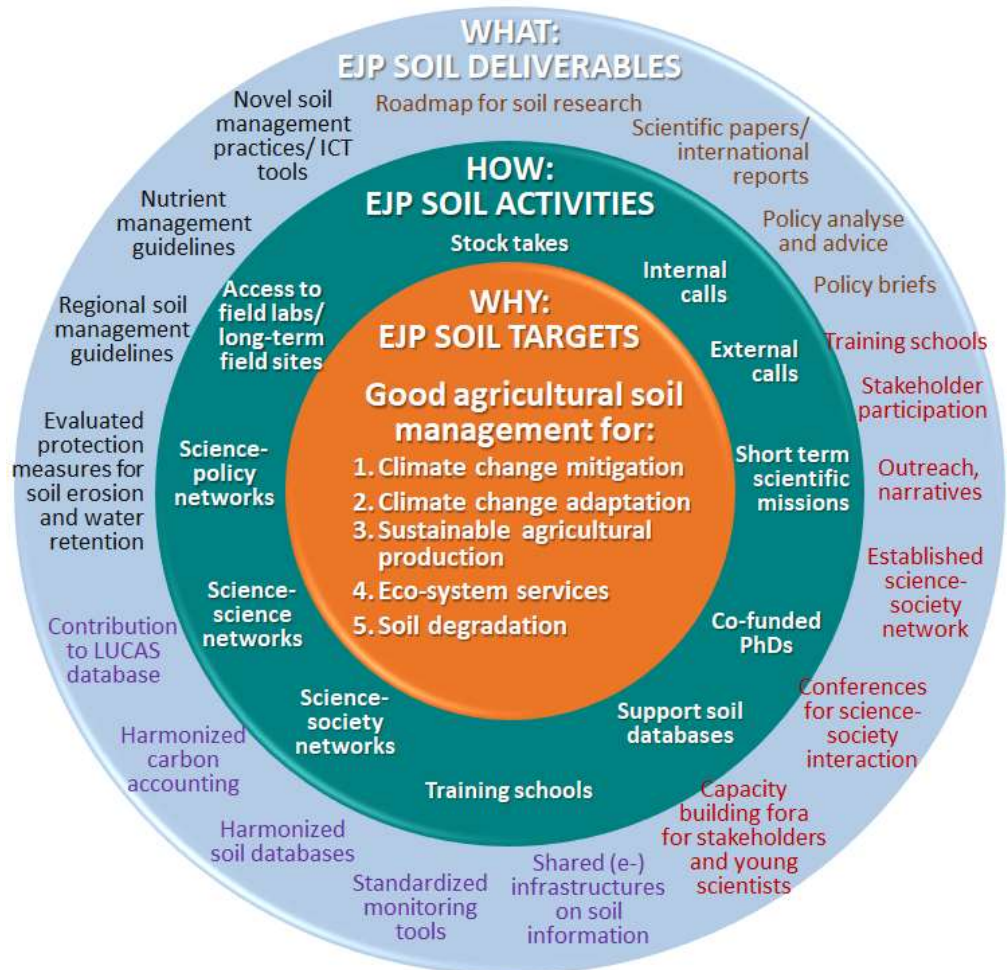 WHAT:
EJP SOIL DELIVERABLES
Roadmap for soil research
Scientific papers/
international
reports
Policy analyse
and advice
Policy briefs
Training schools
Stakeholder
participation
Outreach,
narratives
Established
science-
society
network
Conferences
for science-
society
interaction
Capacity
building fora
for stakeholders
and young
scientists
Shared (e-)
infrastructures
on soil
information
Standardized
monitoring
tools
Harmonized
soil databases
Harmonized
carbon
accounting
Contribution
to LUCAS
database
Evaluated
protection
measures for
soil erosion
and water
retention
Regional soil
management
guidelines
Nutrient
management
guidelines
Novel soil
management
practices/ ICT
tools
HOW:
EJP SOIL ACTIVITIES
Stock takes
Internal
calls
External
calls
Short term
scientific
missions
Co-funded
PhDs
Support soil
databases
Training schools
Science-
society
networks
Science-
science
networks
Science-
policy
networks
Access to
field labs/
long-term
field sites
WHY:
EJP SOIL TARGETS
Good agricultural soil
management for:
1. Climate change mitigation
2. Climate change adaptation
3. Sustainable agricultural
production
4. Eco-system services
5. Soil degradation